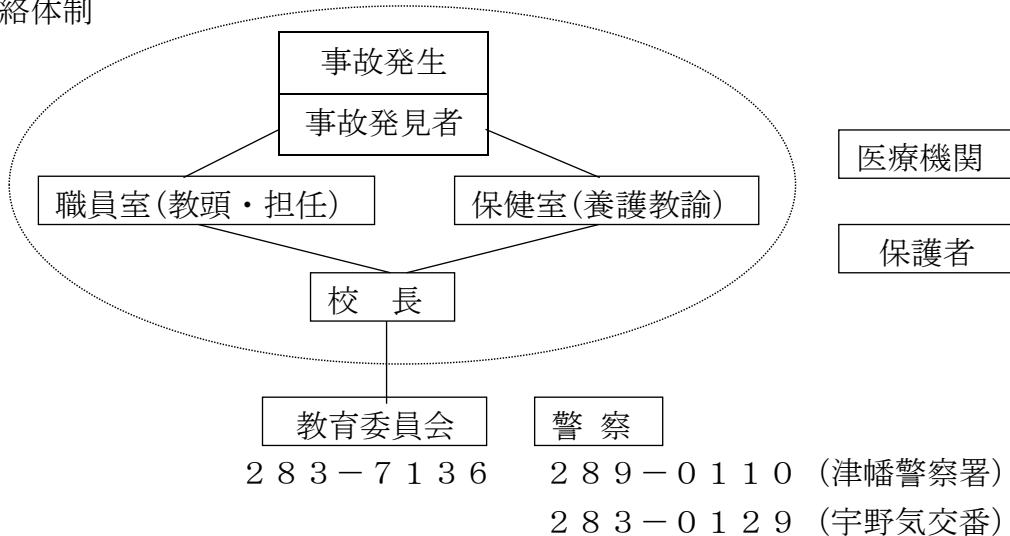 絡体制
事故発生
事故発見者
医療機関
職員室(教頭・担任)
保健室(養護教諭)
保護者
校 長
教育委員会
警 察
283-7136
289-0110 (津幡警察署)
283-0129 (宇野気交番)